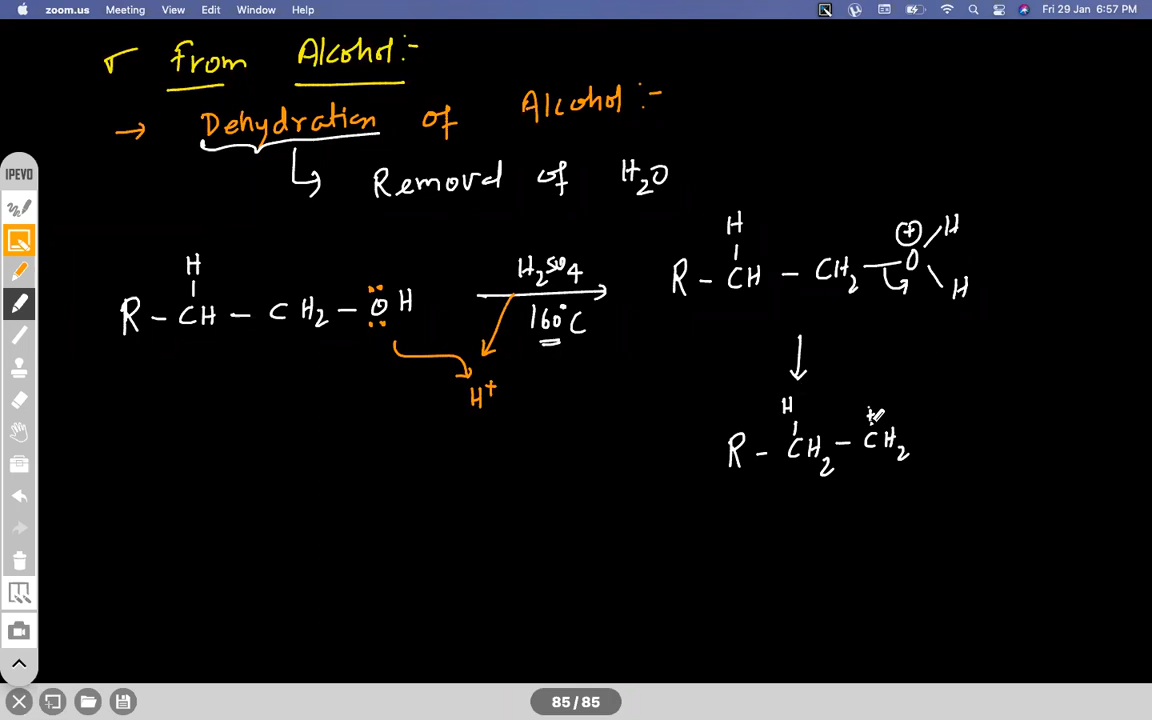 zoom.us Meeting View Edit Window Help Fri 29 Jan 6:57 PM
From Alcohol :-
→ Dehydration of Alcohol :-
Removal of H2O
IPEVO
H
R - CH - CH2 - OH
H2SO4
160°C
H+
H
R - CH - CH2 - O
+
H
H
H
R - CH2 - CH2
+
85 / 85